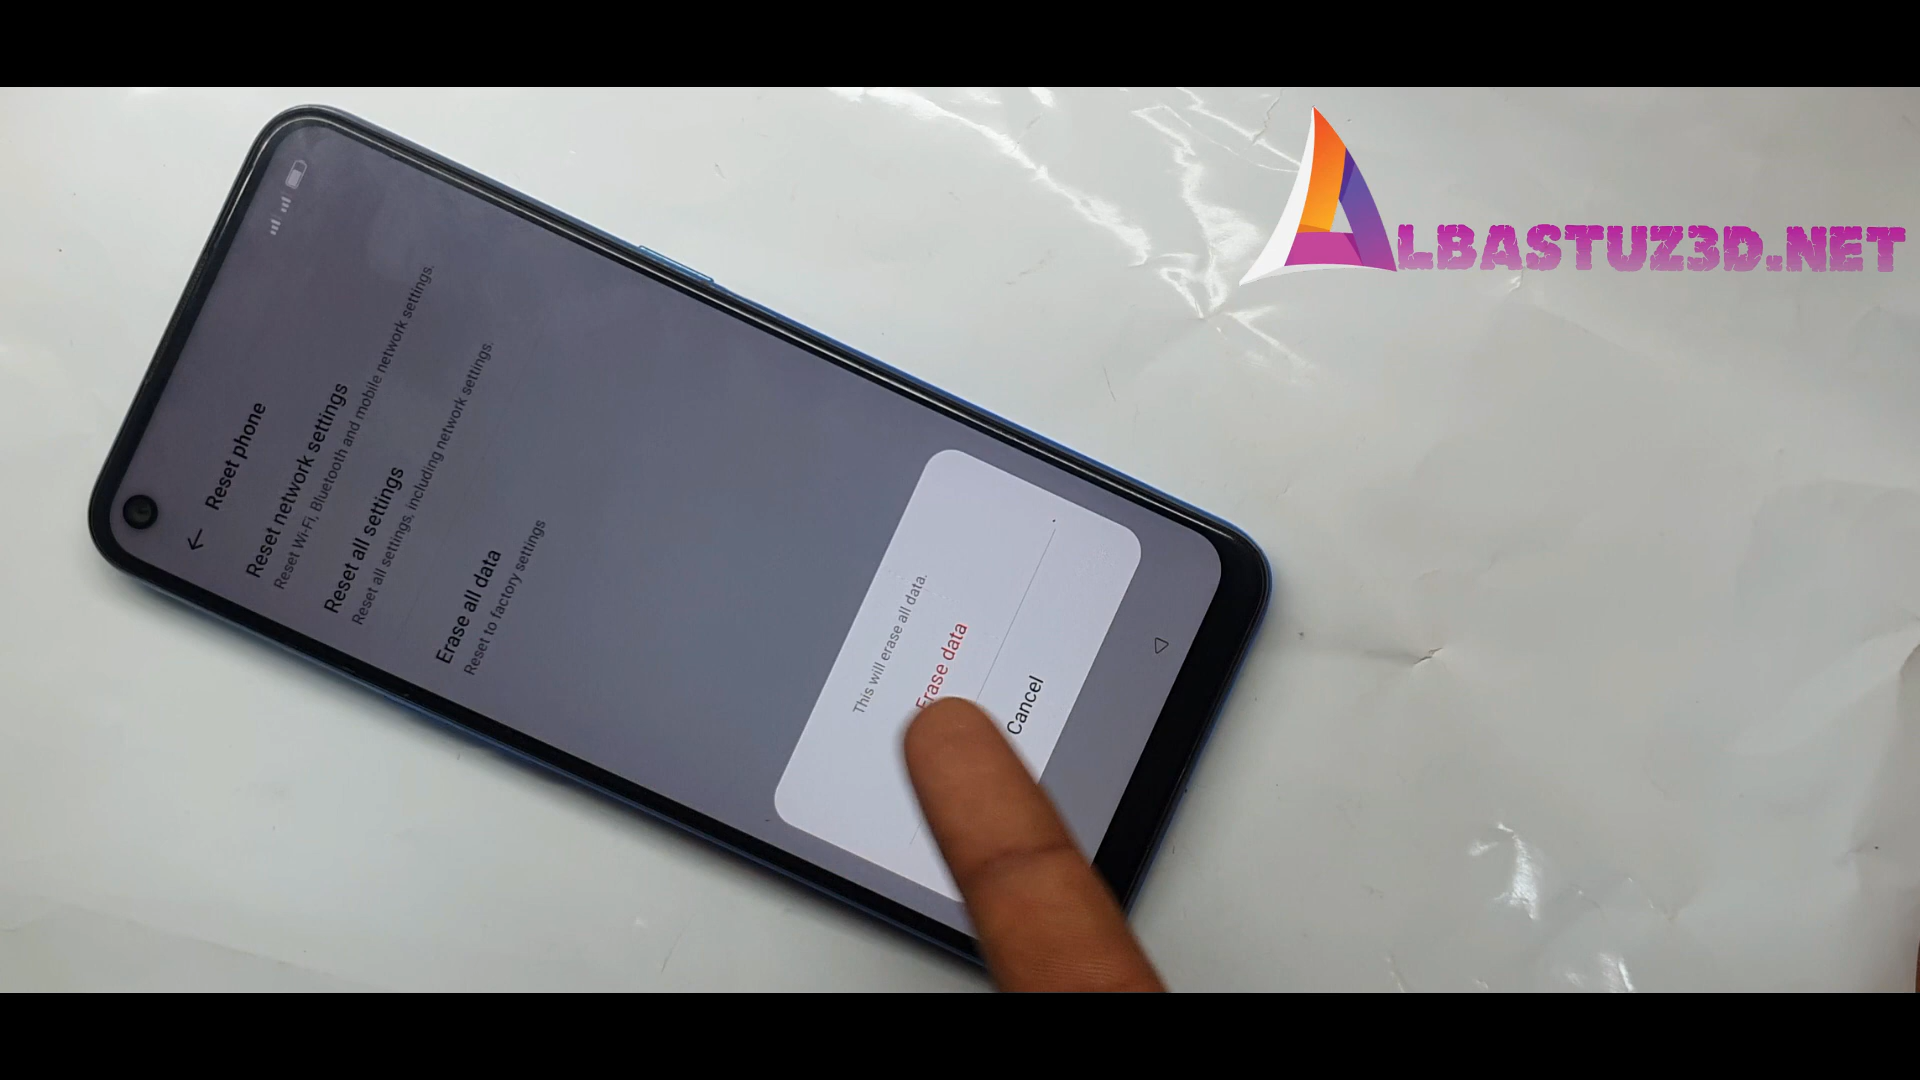 ALBASTUZ3D.NET
Reset phone
Reset network settings
Reset Wi-Fi, Bluetooth and mobile network settings.
Reset all settings
Reset all settings, including network settings.
Erase all data
Reset to factory settings
This will erase all data.
Erase data
Cancel